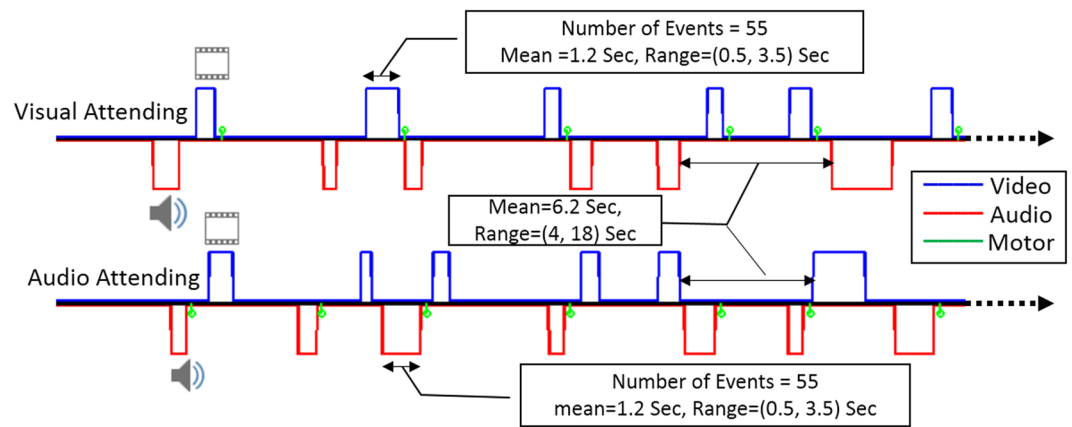 Number of Events = 55
Mean =1.2 Sec, Range=(0.5, 3.5) Sec
Visual Attending
Mean=6.2 Sec,
Range=(4, 18) Sec
Video
Audio
Motor
Audio Attending
Number of Events = 55
mean=1.2 Sec, Range=(0.5, 3.5) Sec